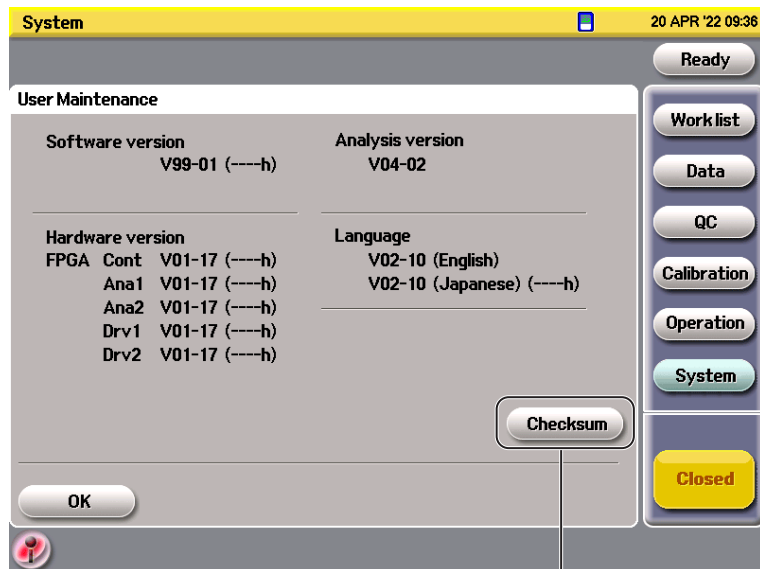 System
20 APR '22 09:36
Ready
User Maintenance
Software version
V99-01 (----h)
Analysis version
V04-02
Hardware version
FPGA Cont V01-17 (----h)
Ana1 V01-17 (----h)
Ana2 V01-17 (----h)
Drv1 V01-17 (----h)
Drv2 V01-17 (----h)
Language
V02-10 (English)
V02-10 (Japanese) (----h)
Checksum
OK
Work list
Data
QC
Calibration
Operation
System
Closed